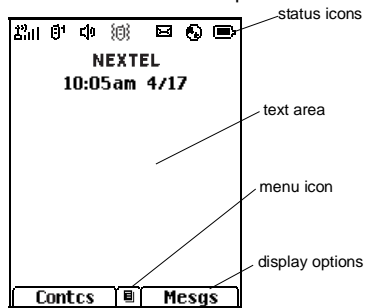 status icons
NEXTEL
10:05am 4/17
text area
menu icon
display options
Contcs Mesgs